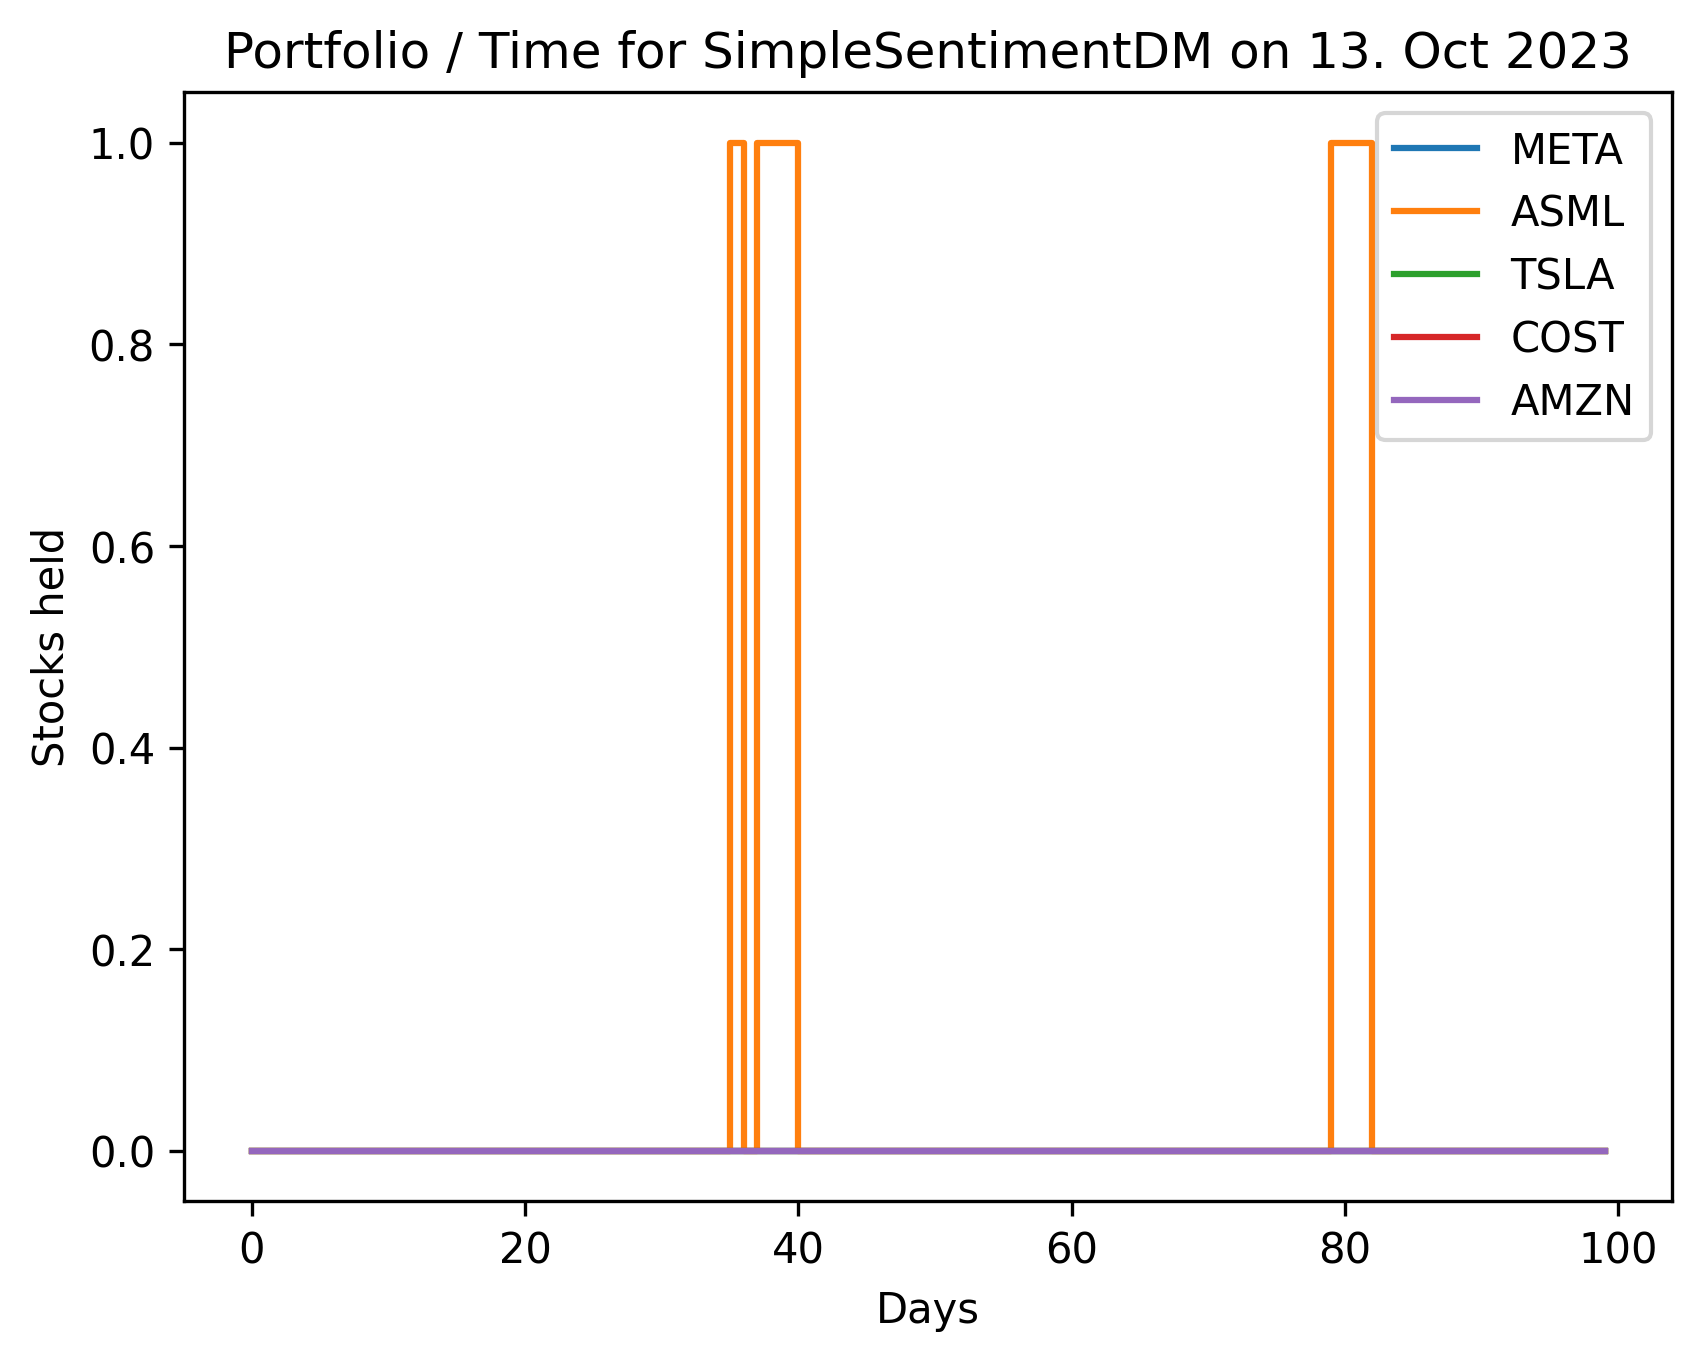 Portfolio / Time for SimpleSentimentDM on 13. Oct 2023
1.0
0.8
0.6
0.4
0.2
0.0
Stocks held
META
ASML
TSLA
COST
AMZN
0 20 40 60 80 100
Days